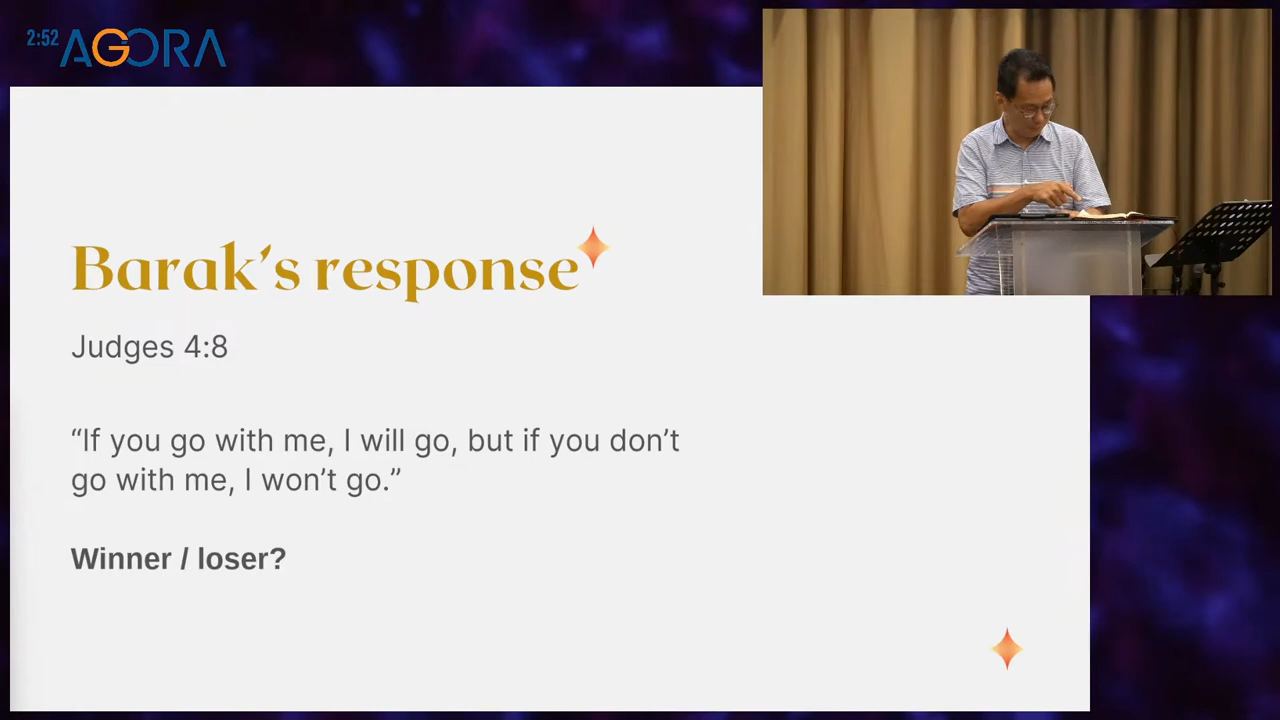 2:52
AGORA
Barak’s response
Judges 4:8
“If you go with me, I will go, but if you don’t
go with me, I won’t go.”
Winner / loser?